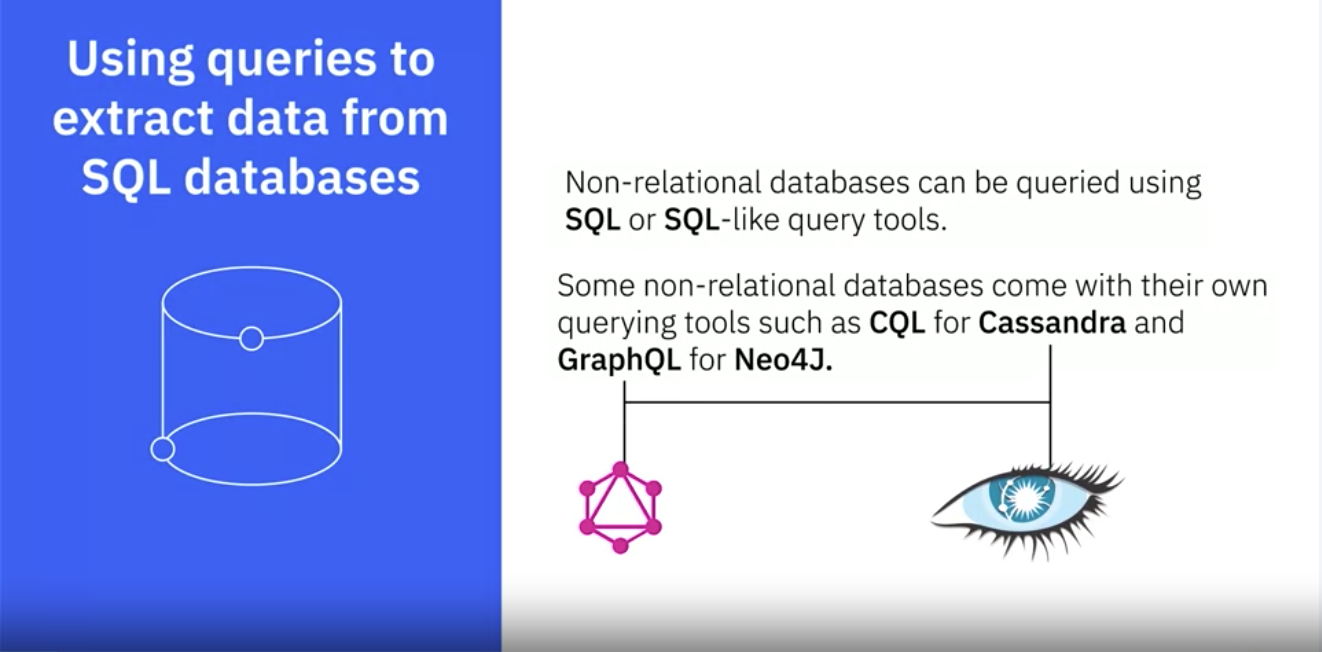 Using queries to
extract data from
SQL databases
Non-relational databases can be queried using
SQL or SQL-like query tools.
Some non-relational databases come with their own
querying tools such as CQL for Cassandra and
GraphQL for Neo4J.